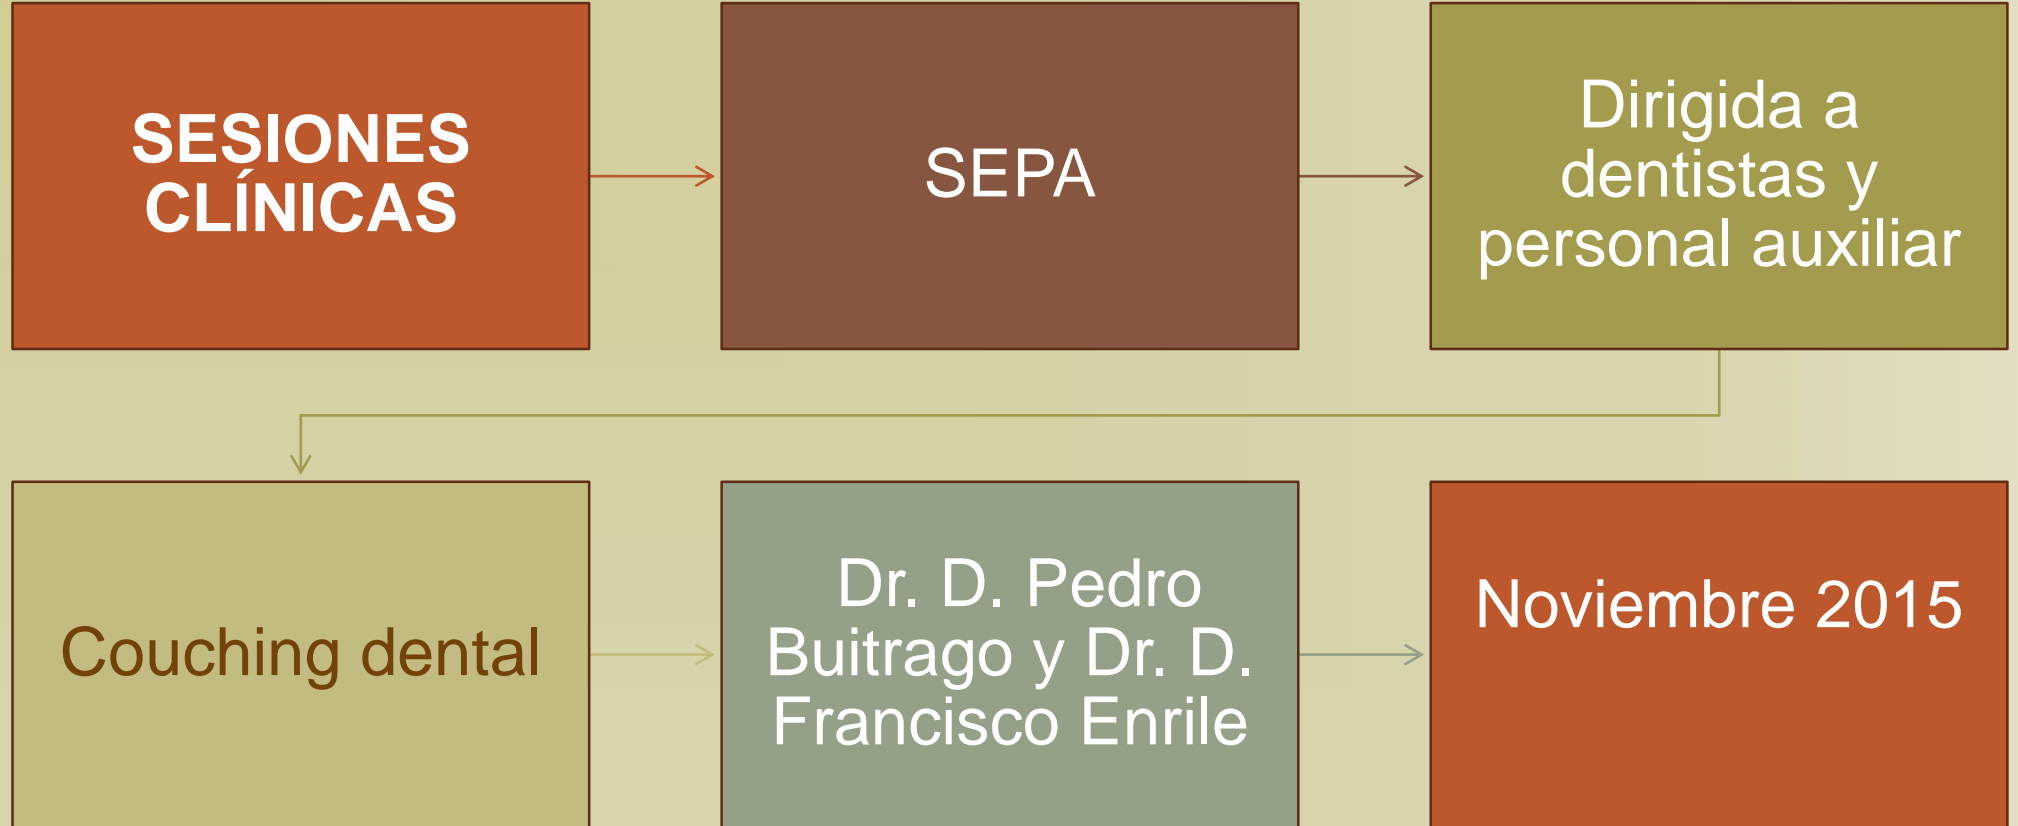 SESIONES
CLÍNICAS
SEPA
Dirigida a
dentistas y
personal auxiliar
Couching dental
Dr. D. Pedro
Buitrago y Dr. D.
Francisco Enrile
Noviembre 2015